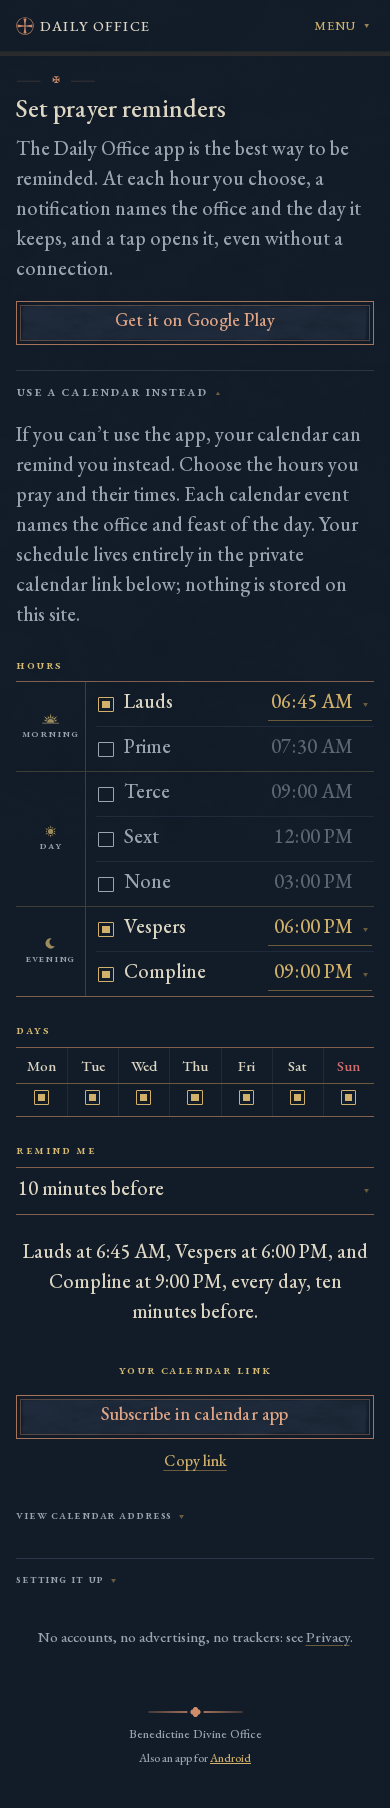 DAILY OFFICE MENU
Set prayer reminders
The Daily Office app is the best way to be
reminded. At each hour you choose, a
notification names the office and the day it
keeps, and a tap opens it, even without a
connection.
Get it on Google Play
USE A CALENDAR INSTEAD
If you can’t use the app, your calendar can
remind you instead. Choose the hours you
pray and their times. Each calendar event
names the office and feast of the day. Your
schedule lives entirely in the private
calendar link below; nothing is stored on
this site.
HOURS
MORNING
Lauds 06:45 AM
Prime 07:30 AM
DAY
Terce 09:00 AM
Sext 12:00 PM
None 03:00 PM
EVENING
Vespers 06:00 PM
Compline 09:00 PM
DAYS
Mon Tue Wed Thu Fri Sat Sun
REMIND ME
10 minutes before
Lauds at 6:45 AM, Vespers at 6:00 PM, and
Compline at 9:00 PM, every day, ten
minutes before.
YOUR CALENDAR LINK
Subscribe in calendar app
Copy link
VIEW CALENDAR ADDRESS
SETTING IT UP
No accounts, no advertising, no trackers: see Privacy.
Benedictine Divine Office
Also an app for Android